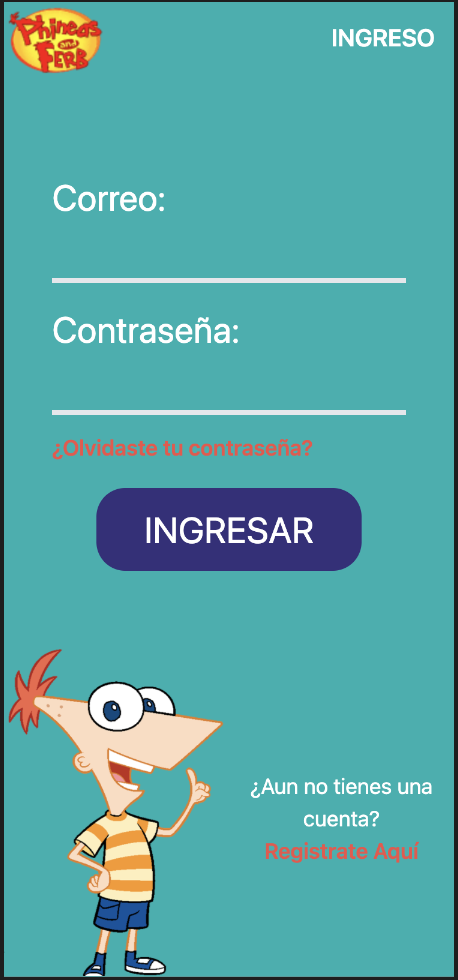 Phineas
and
FERB
INGRESO
Correo:
Contraseña:
¿Olvidaste tu contraseña?
INGRESAR
¿Aun no tienes una
cuenta?
Registrate Aquí